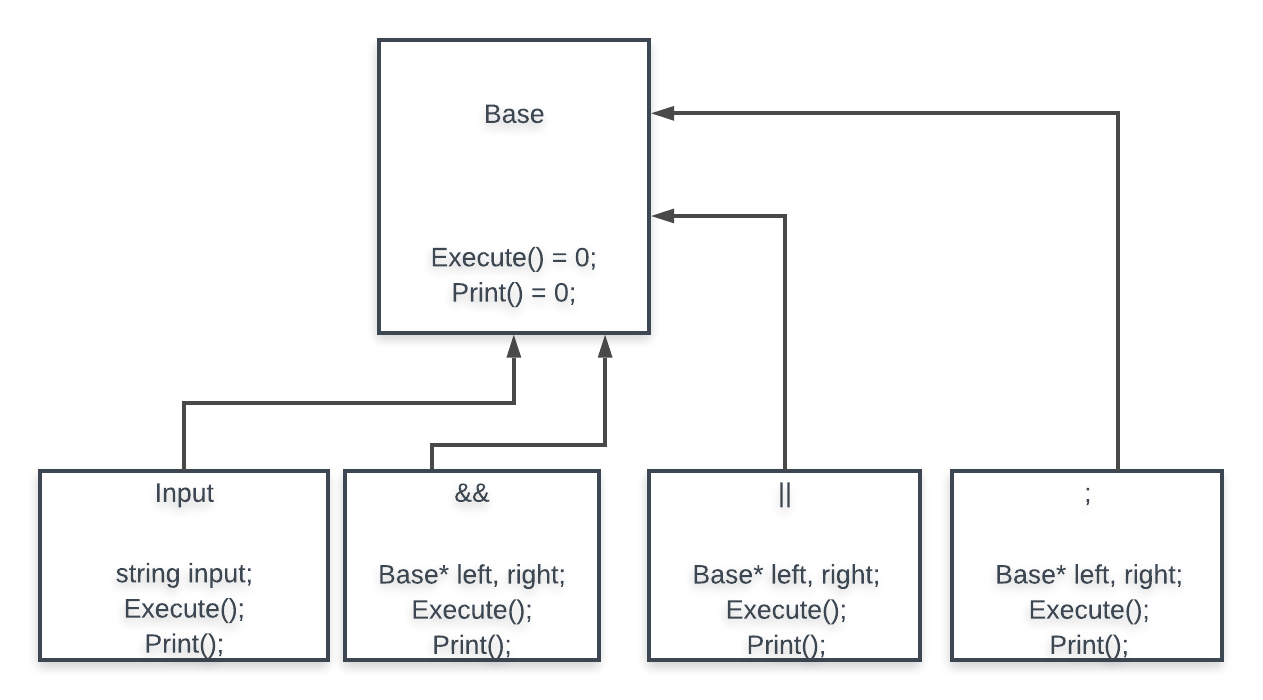 Base
Execute() = 0;
Print() = 0;
Input
string input;
Execute();
Print();
&&
Base* left, right;
Execute();
Print();
||
Base* left, right;
Execute();
Print();
;
Base* left, right;
Execute();
Print();